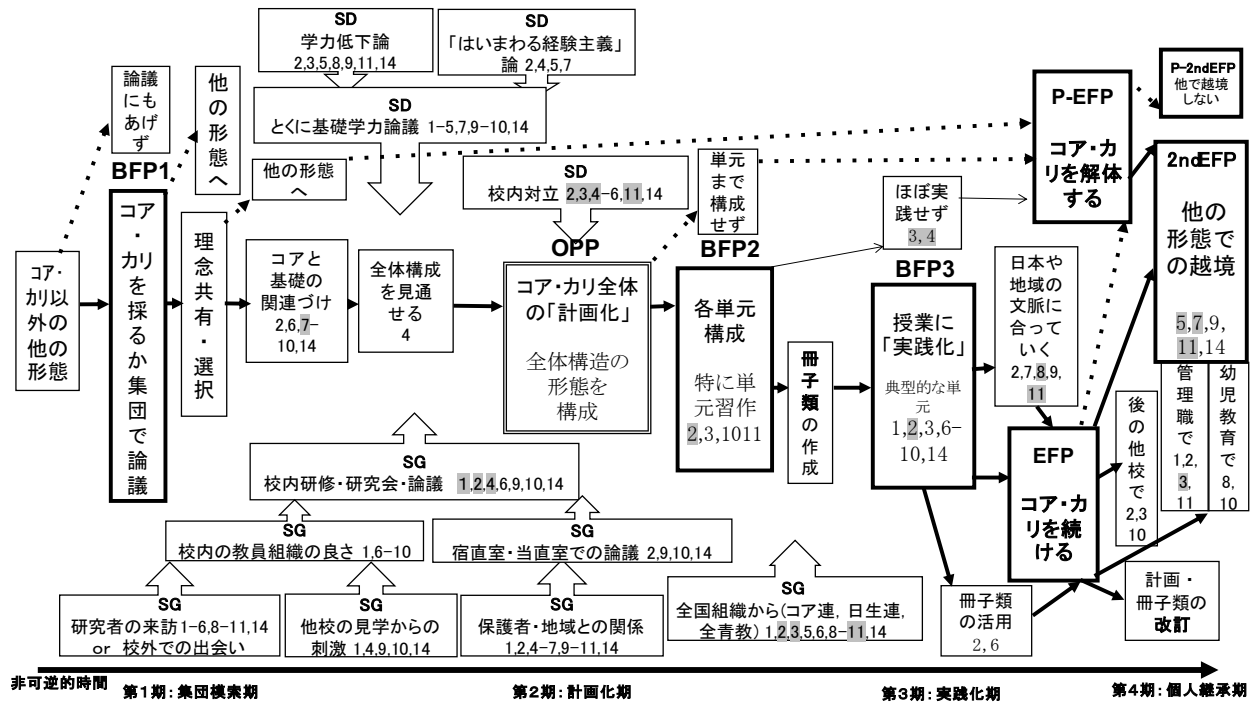 SD
学力低下論
2,3,5,8,9,11,14
SD
「はいまわる経験主義」
論 2,4,5,7
SD
とくに基礎学力論議 1-5,7,9-10,14
論議
にも
あげ
ず
他
の
形
態
へ
他の形態
へ
BFP1
コア
・
カリ
を
採
る
か
集
団
で
論
議
コア・
カリ以
外の
他の
形態
理
念
共
有
・
選
択
コアと
基礎の
関連づけ
2,6,7-
10,14
全体構成
を見通
せる
4
SD
校内対立 2,3,4-6,11,14
OPP
コア・カリ全体
の「計画化」
全体構造の
形態を
構成
単元
まで
構成
せず
BFP2
各単元
構成
特に単
元習作
2,3,1011
冊
子
類
の
作
成
ほぼ実
践せず
3,4
BFP3
授業に
「実践化」
典型的な単
元
1,2,3,6-
10,14
日本や
地域の
文脈に
合って
いく
2,7,8,9,
11
P-EFP
コア・カ
リを解体
する
P-2ndEFP
他で越境
しない
2ndEFP
他の
形態で
の越境
5,7,9,
11,14
管
理
職
で
1,2,
3,
11
幼
児
教
育
で
8,
10
後
の
他
校
で
2,3
10
EFP
コア・カ
リを続
ける
計画・
冊子類の
改訂
冊子類
の活用
2,6
SG
校内研修・研究会・論議 1,2,4,6,9,10,14
SG
校内の教員組織の良さ 1,6-10
SG
宿直室・当直室での論議 2,9,10,14
SG
研究者の来訪1-6,8-11,14
or 校外での出会い
SG
他校の見学からの
刺激 1,4,9,10,14
SG
保護者・地域との関係
1,2,4-7,9-11,14
SG
全国組織から(コア連, 日生連,
全青教) 1,2,3,5,6,8-11,14
非可逆的時間
第1期:集団模索期
第2期:計画化期
第3期:実践化期
第4期:個人継承期